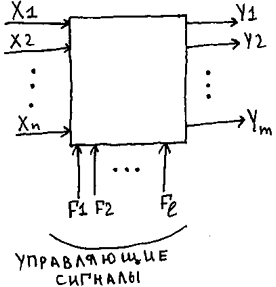 X1 Y1
X2 Y2
Xn Ym
F1 F2 ... Fl
УПРАВЛЯЮЩИЕ
СИГНАЛЫ